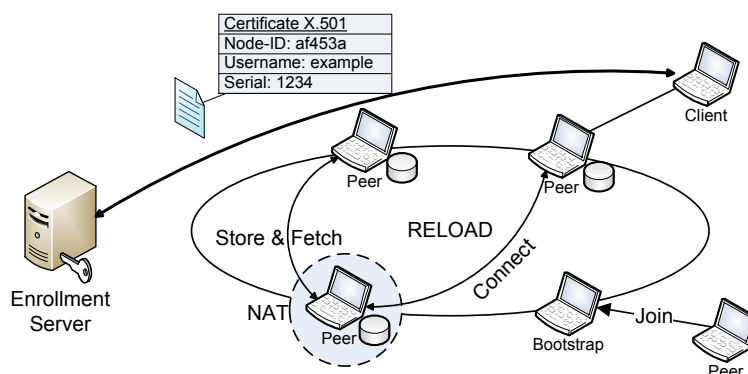 Certificate X.501
Node-ID: af453a
Username: example
Serial: 1234
Client
Peer
Peer
Store & Fetch
RELOAD
Connect
Enrollment
Server
NAT
Peer
Bootstrap
Join
Peer